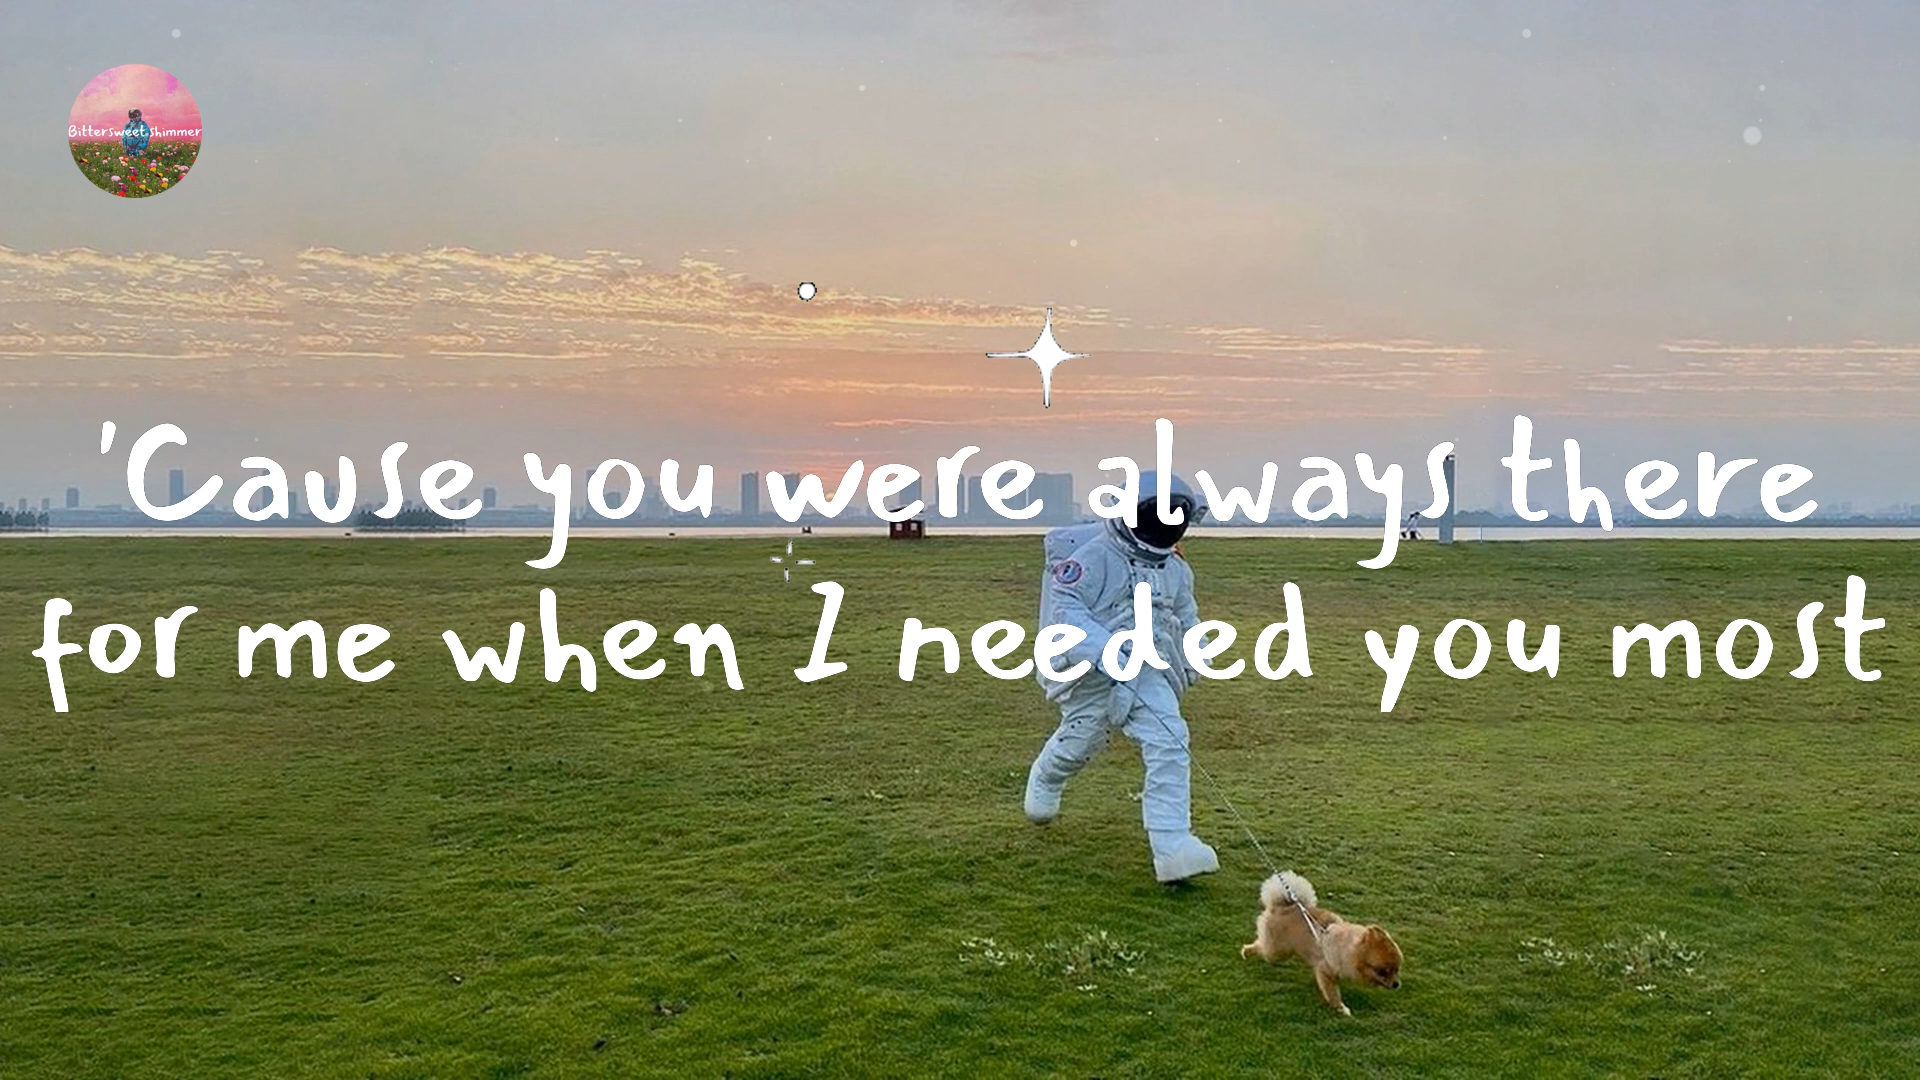 Bittersweet shimmer
'Cause you were always there
for me when I needed you most